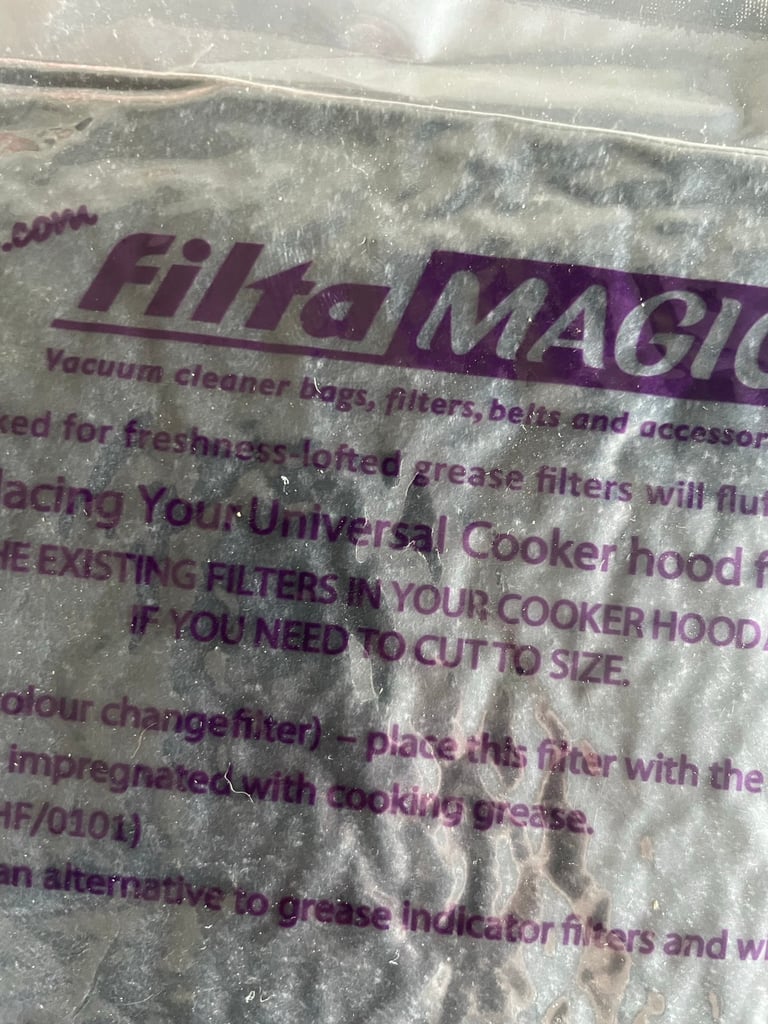 .com
filta MAGIC
Vacuum cleaner bags, filters, belts and accessor
ked for freshness-lofted grease filters will fluf
lacing Your Universal Cooker hood f
HE EXISTING FILTERS IN YOUR COOKER HOOD
IF YOU NEED TO CUT TO SIZE.
olour change filter) – place this filter with the
impregnated with cooking grease.
HF/0101)
an alternative to grease indicator filters and w